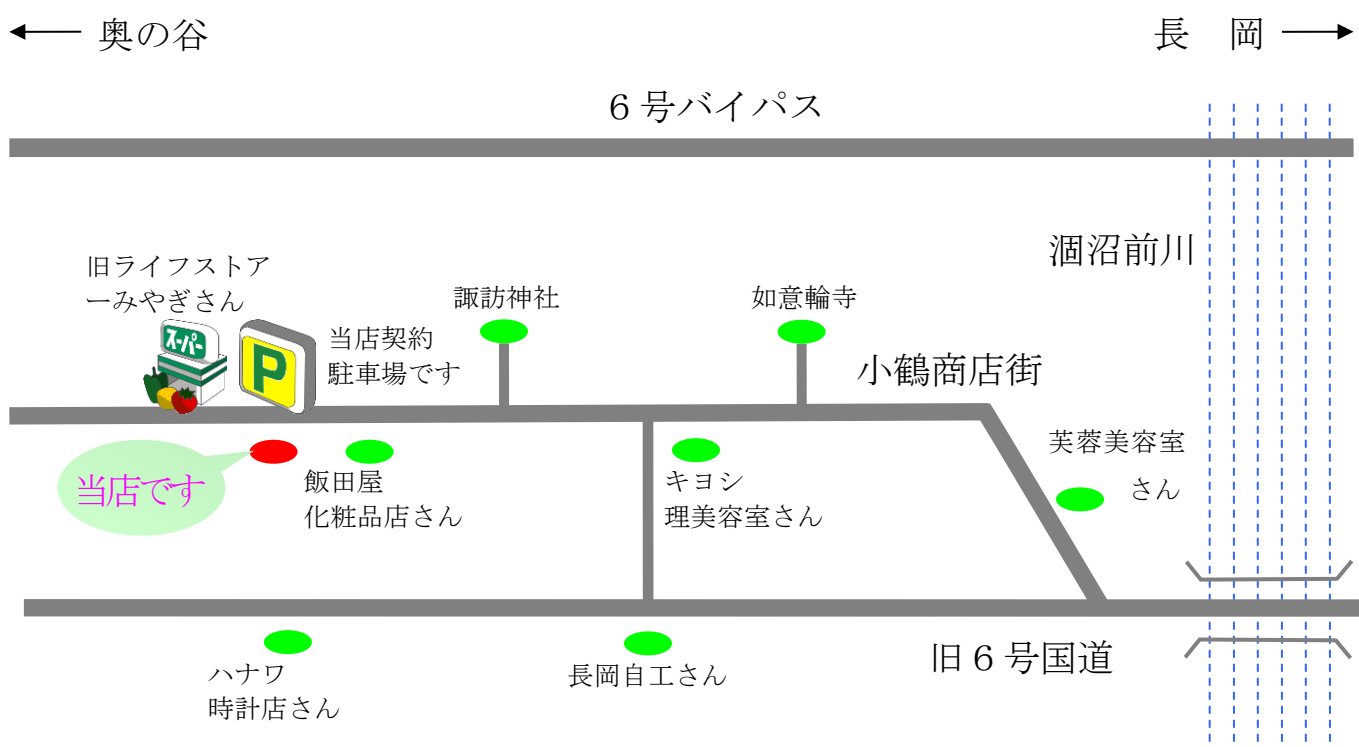 奥の谷
長　岡
６号バイパス
涸沼前川
旧ライフストア
ーみやぎさん
諏訪神社
如意輪寺
スーパー
P
当店契約
駐車場です
小鶴商店街
芙蓉美容室
さん
当店です
飯田屋
化粧品店さん
キヨシ
理美容室さん
旧６号国道
ハナワ
時計店さん
長岡自工さん